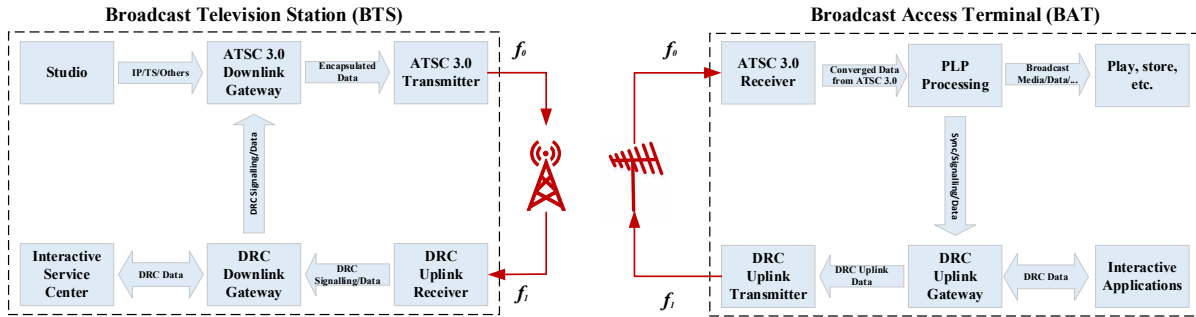 Broadcast Television Station (BTS)
Broadcast Access Terminal (BAT)
Studio
IP/TS/Others
ATSC 3.0
Downlink
Gateway
Encapsulated
Data
ATSC 3.0
Transmitter
f0
f0
ATSC 3.0
Receiver
Converged Data
from ATSC 3.0
PLP
Processing
Broadcast
Media/Data/...
Play, store,
etc.
DRC Signalling/Data
Sync/Signalling/Data
Interactive
Service
Center
DRC Data
DRC
Downlink
Gateway
DRC
Signalling/Data
DRC
Uplink
Receiver
f1
f1
DRC
Uplink
Transmitter
DRC Uplink
Data
DRC
Uplink
Gateway
DRC Data
Interactive
Applications